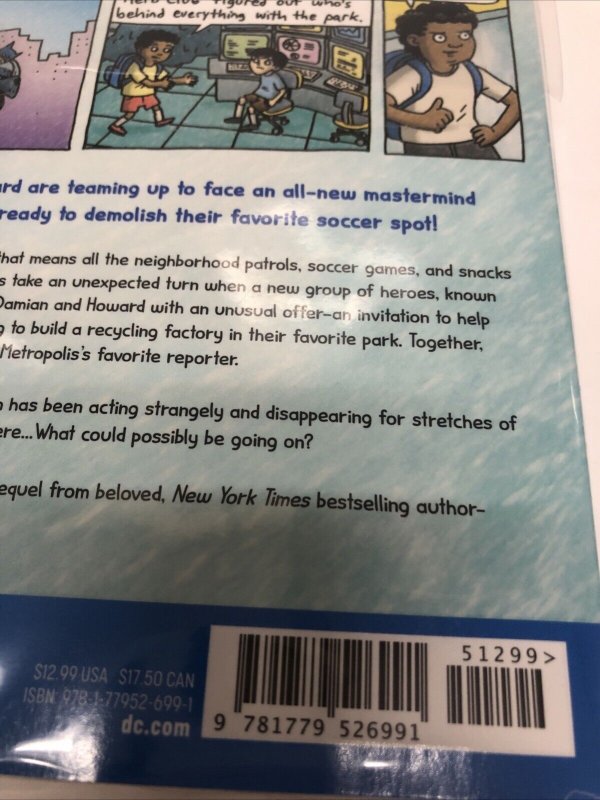 figured out who's
behind everything with the park.
are teaming up to face an all-new mastermind
ready to demolish their favorite soccer spot!
that means all the neighborhood patrols, soccer games, and snacks
take an unexpected turn when a new group of heroes, known
Damian and Howard with an unusual offer—an invitation to help
to build a recycling factory in their favorite park. Together,
Metropolis's favorite reporter.
has been acting strangely and disappearing for stretches of
ere...What could possibly be going on?
equel from beloved, New York Times bestselling author-
$12.99 USA $17.50 CAN
ISBN: 978-1-77952-699-1
dc.com
51299>
9 781779 526991